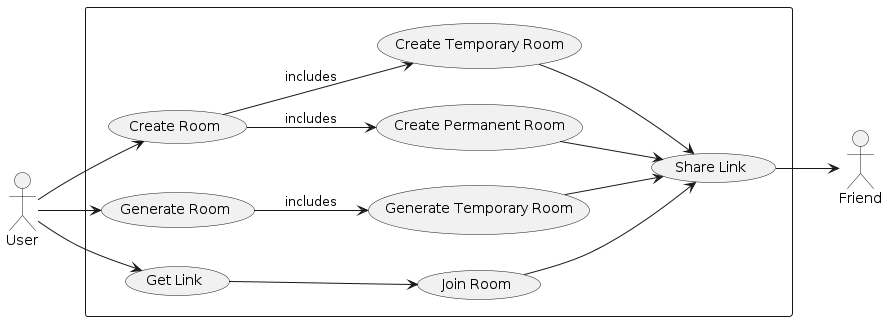 Create Temporary Room
includes
includes
Create Room
Create Permanent Room
Share Link
User
Friend
Generate Room
includes
Generate Temporary Room
Get Link
Join Room